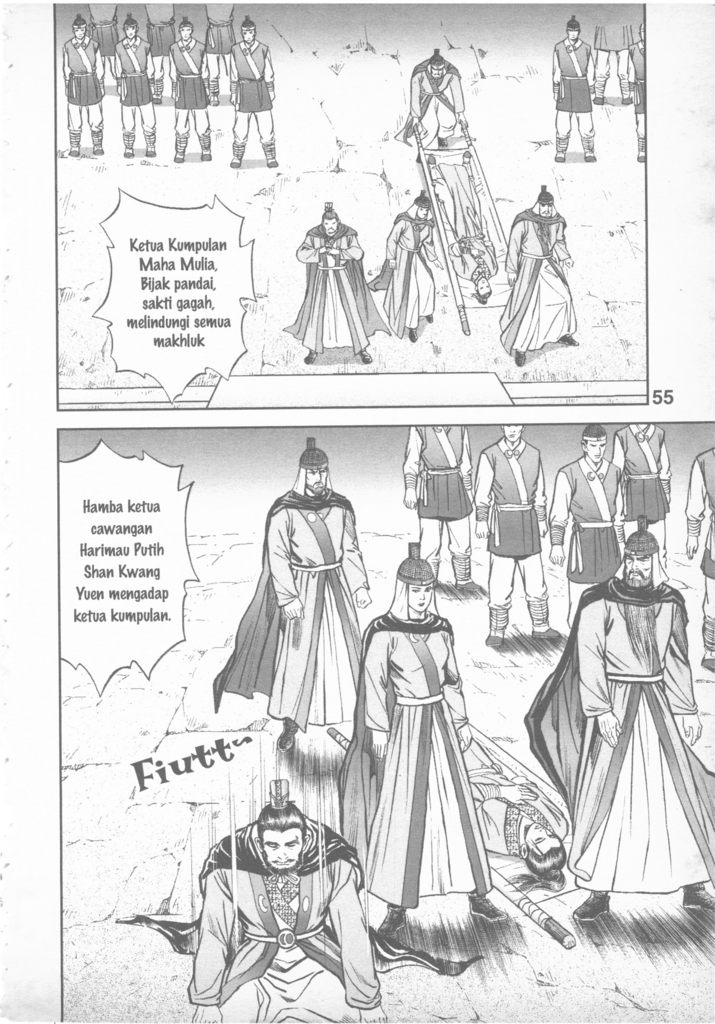 Ketua Kumpulan
Maha Mulia,
Bijak pandai,
sakti gagah,
melindungi semua
makhluk
55
Hamba ketua
cawangan
Harimau Putih
Shan Kwang
Yuen mengadap
ketua kumpulan.
Fiutt~